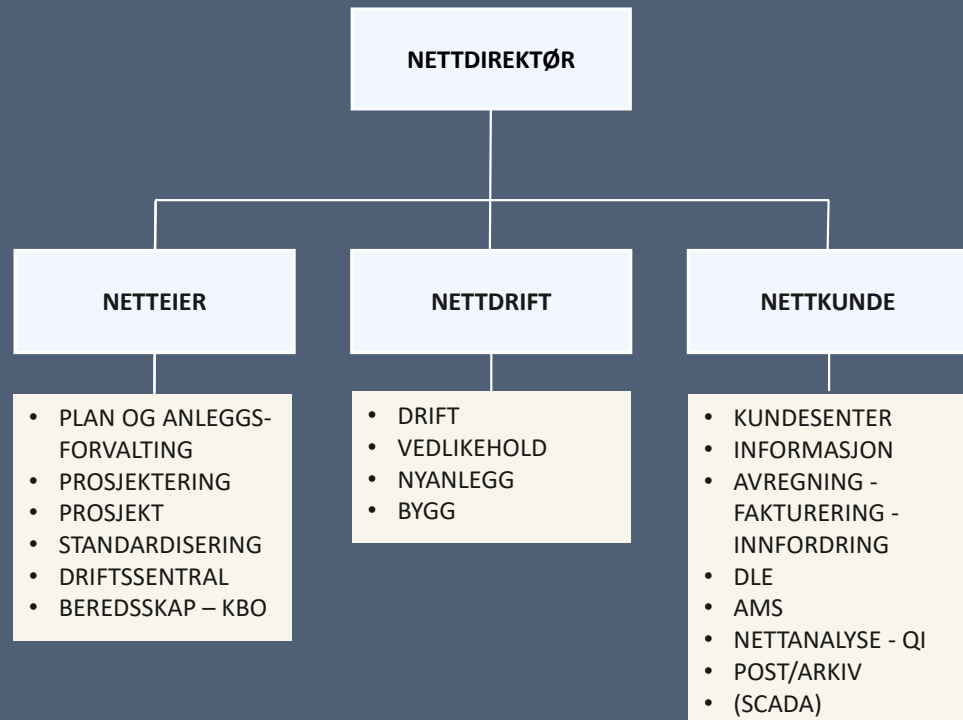 NETTDIREKTØR
NETTEIER
NETTDRIFT
NETTKUNDE
• PLAN OG ANLEGGS-
FORVALTING
• PROSJEKTERING
• PROSJEKT
• STANDARDISERING
• DRIFTSSENTRAL
• BEREDSSKAP – KBO
• DRIFT
• VEDLIKEHOLD
• NYANLEGG
• BYGG
• KUNDESENTER
• INFORMASJON
• AVREGNING -
FAKTURERING -
INNFORDRING
• DLE
• AMS
• NETTANALYSE - QI
• POST/ARKIV
• (SCADA)